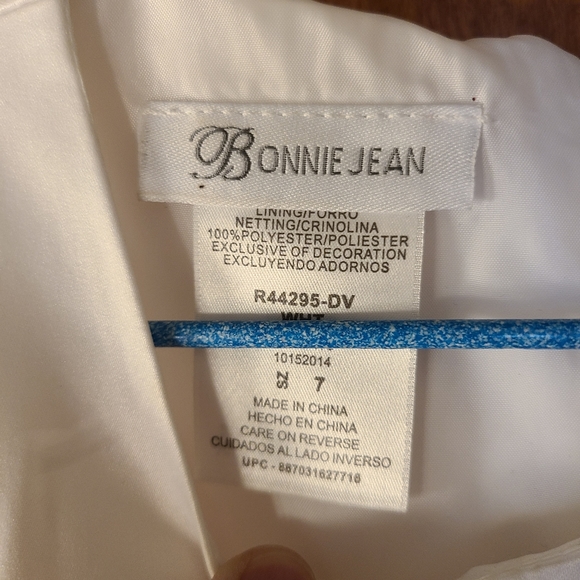 BONNIE JEAN
LINING/FORRO
NETTING/CRINOLINA
100%POLYESTER/POLIESTER
EXCLUSIVE OF DECORATION
EXCLUYENDO ADORNOS
R44295-DV
WHT
10152014
SZ 7
MADE IN CHINA
HECHO EN CHINA
CARE ON REVERSE
CUIDADOS AL LADO INVERSO
UPC - 887031627716